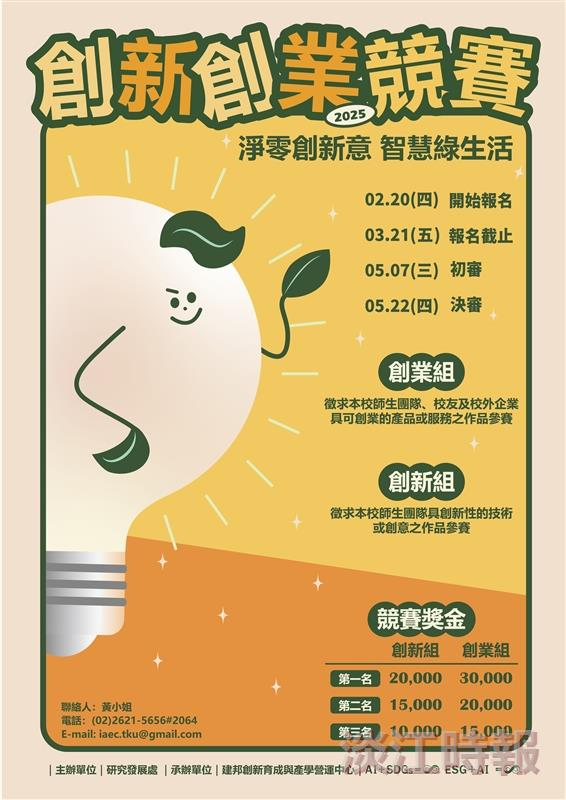 創新創業競賽
2025
淨零創新意 智慧綠生活
02.20(四) 開始報名
03.21(五) 報名截止
05.07(三) 初審
05.22(四) 決審
創業組
徵求本校師生團隊、校友及校外企業
具可創業的產品或服務之作品參賽
創新組
徵求本校師生團隊具創新性的技術
或創意之作品參賽
競賽獎金
創新組 創業組
第一名 20,000 30,000
第二名 15,000 20,000
第三名 10,000 15,000
聯絡人：黃小姐
電話：(02)2621-5656#2064
E-mail: iaec.tku@gmail.com
淡江時報
| 主辦單位 | 研究發展處 | 承辦單位 | 建邦創新育成與產學營運中心 | AI+SDGs=∞ ESG+AI=∞